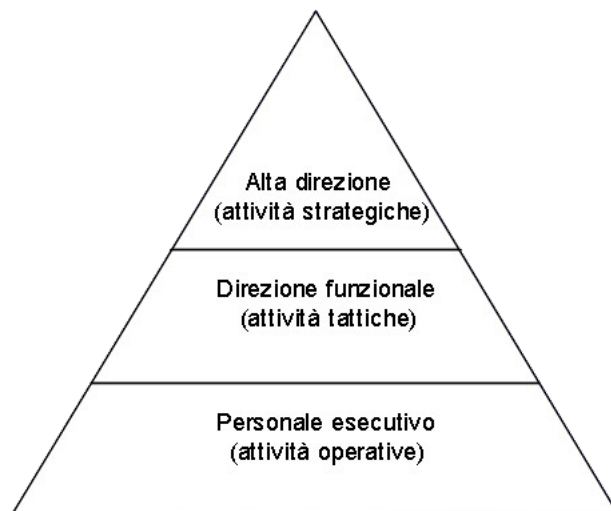 Alta direzione
(attività strategiche)
Direzione funzionale
(attività tattiche)
Personale esecutivo
(attività operative)